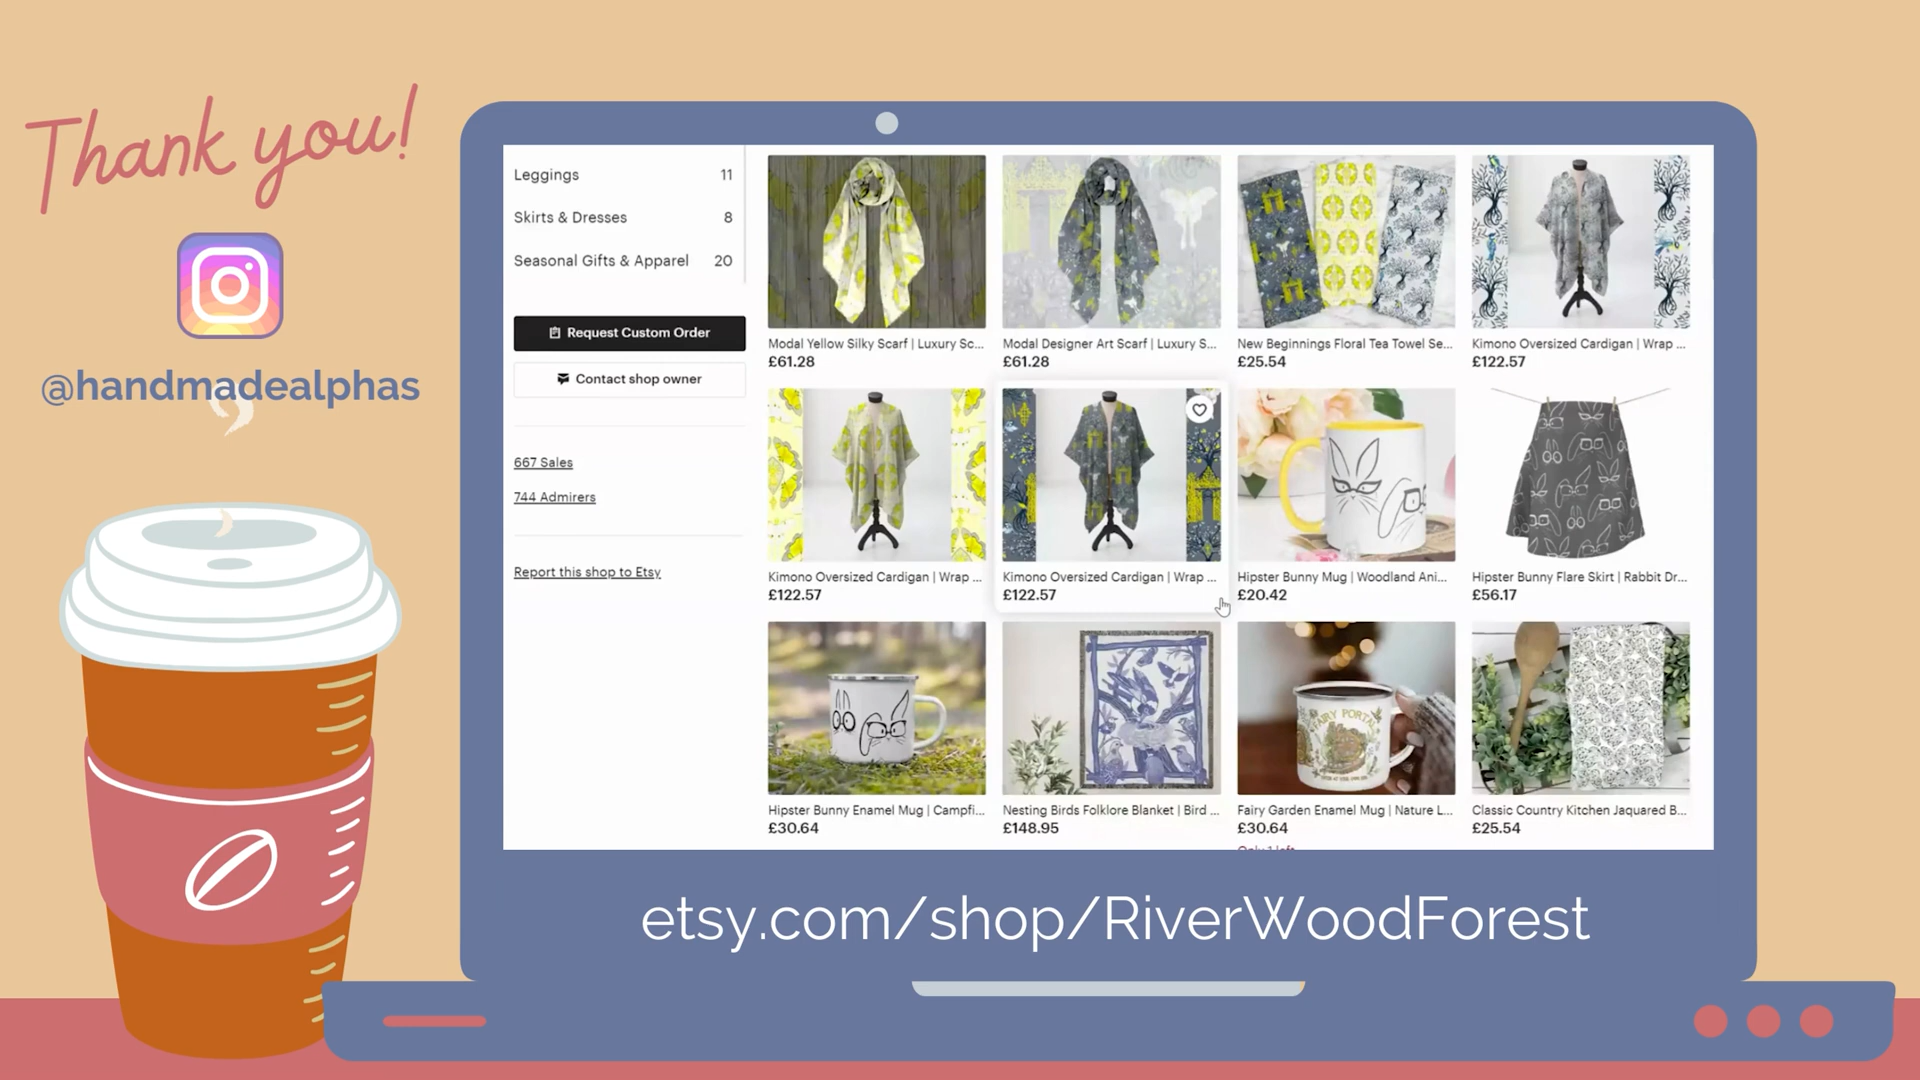 Thank you!
@handmadealphas
Leggings 11
Skirts & Dresses 8
Seasonal Gifts & Apparel 20
Request Custom Order
Contact shop owner
667 Sales
744 Admirers
Report this shop to Etsy
Modal Yellow Silky Scarf | Luxury Sc...
£61.28
Modal Designer Art Scarf | Luxury S...
£61.28
New Beginnings Floral Tea Towel Se...
£25.54
Kimono Oversized Cardigan | Wrap ...
£122.57
Kimono Oversized Cardigan | Wrap ...
£122.57
Kimono Oversized Cardigan | Wrap ...
£122.57
Hipster Bunny Mug | Woodland Ani...
£20.42
Hipster Bunny Flare Skirt | Rabbit Dr...
£56.17
Hipster Bunny Enamel Mug | Campfi...
£30.64
Nesting Birds Folklore Blanket | Bird ...
£148.95
FAIRY PORTAL
Fairy Garden Enamel Mug | Nature L...
£30.64
Only 1 left
Classic Country Kitchen Jaquared B...
£25.54
etsy.com/shop/RiverWoodForest